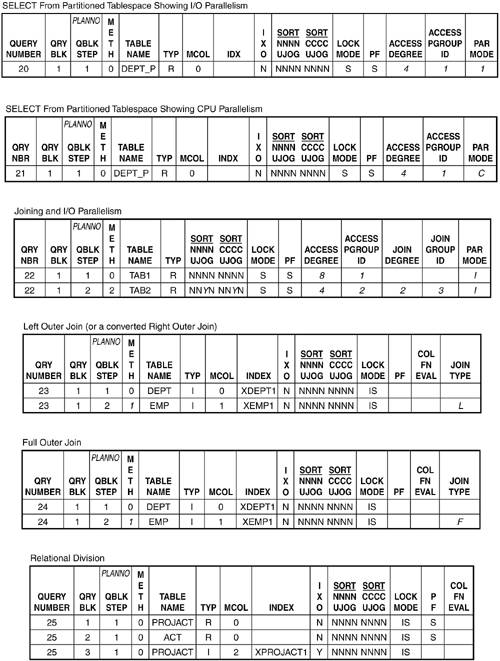 SELECT From Partitioned Tablespace Showing I/O Parallelism
PLANNO M I
E SORT SORT ACCESS
QUERY QRY QBLK T TABLE X NNNN CCCC LOCK ACCESS PGROUP PAR
NUMBER BLK STEP H NAME TYP MCOL IDX O UJOG UJOG MODE PF DEGREE ID MODE
20 1 1 0 DEPT_P R 0 N NNNN NNNN S S 4 1 1
SELECT From Partitioned Tablespace Showing CPU Parallelism
PLANNO M I
E SORT SORT ACCESS
QRY QRY QBLK T TABLE X NNNN CCCC LOCK ACCESS PGROUP PAR
NBR BLK STEP H NAME TYP MCOL INDX O UJOG UJOG MODE PF DEGREE ID MODE
21 1 1 0 DEPT_P R 0 N NNNN NNNN S S 4 1 C
Joining and I/O Parallelism
PLANNO M
E SORT SORT ACCESS JOIN
QRY QRY QBLK T TABLE NNNN CCCC LOCK ACCESS PGROUP JOIN GROUP PAR
NBR BLK STEP H NAME TYP UJOG UJOG MODE PF DEGREE ID DEGREE ID MODE
22 1 1 0 TAB1 R NNNN NNNN S S 8 1 I
22 1 2 2 TAB2 R NNYN NNYN S S 4 2 2 3 I
Left Outer Join (or a converted Right Outer Join)
PLANNO M
E I SORT SORT COL
QRY QRY QBLK T TABLE X NNNN CCCC LOCK FN JOIN
NUMBER BLK STEP H NAME TYP MCOL INDEX O UJOG UJOG MODE PF EVAL TYPE
23 1 1 0 DEPT I 0 XDEPT1 N NNNN NNNN IS
23 1 2 1 EMP I 1 XEMP1 N NNNN NNNN IS L
Full Outer Join
PLANNO M
E I SORT SORT COL
QRY QRY QBLK T TABLE X NNNN CCCC LOCK FN JOIN
NUMBER BLK STEP H NAME TYP MCOL INDEX O UJOG UJOG MODE PF EVAL TYPE
24 1 1 0 DEPT I 0 XDEPT1 N NNNN NNNN IS
24 1 2 1 EMP I 1 XEMP1 N NNNN NNNN IS F
Relational Division
PLANNO M
E I SORT SORT COL
QUERY QRY QBLK T TABLE X NNNN CCCC LOCK P FN
NUMBER BLK STEP H NAME TYP MCOL INDEX O UJOG UJOG MODE F EVAL
25 1 1 0 PROJACT R 0 N NNNN NNNN IS S
25 2 1 0 ACT R 0 N NNNN NNNN IS S
25 3 1 0 PROJACT I 2 XPROJACT1 Y NNNN NNNN IS